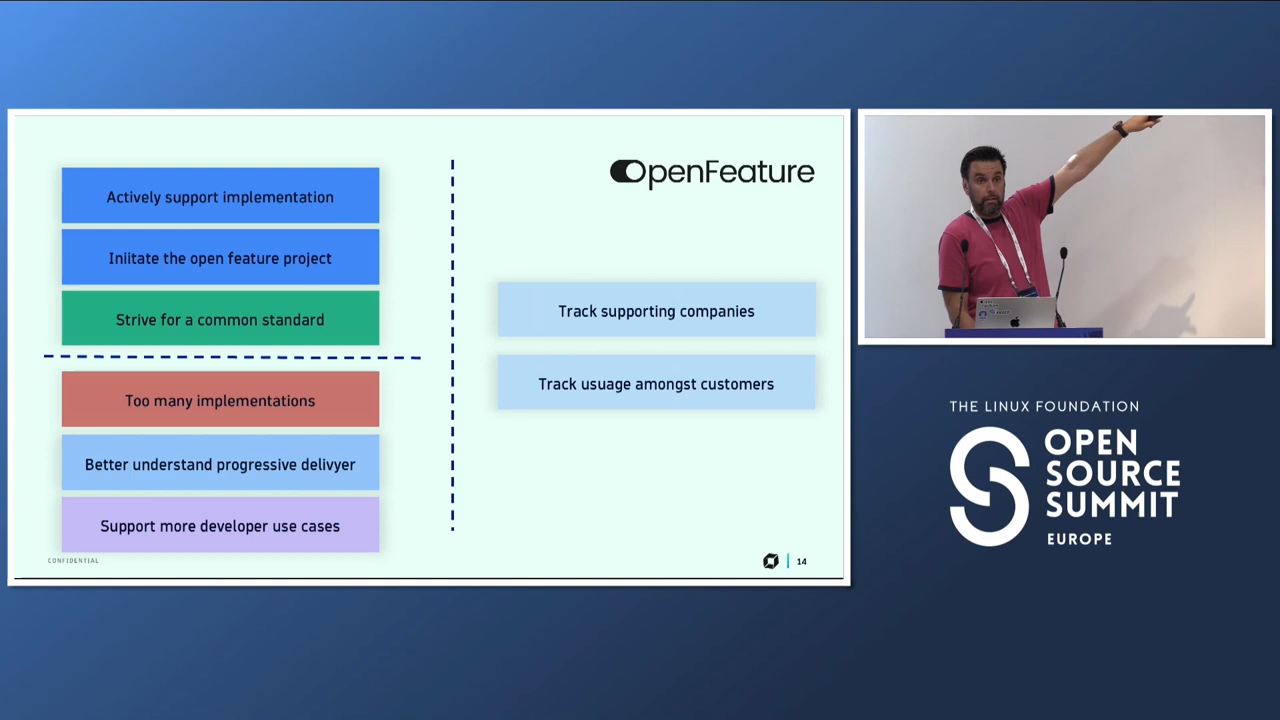 OpenFeature
Actively support implementation
Iniitate the open feature project
Strive for a common standard
Too many implementations
Better understand progressive delivyer
Support more developer use cases
Track supporting companies
Track usuage amongst customers
CONFIDENTIAL
14
THE LINUX FOUNDATION
OPEN
SOURCE
SUMMIT
EUROPE